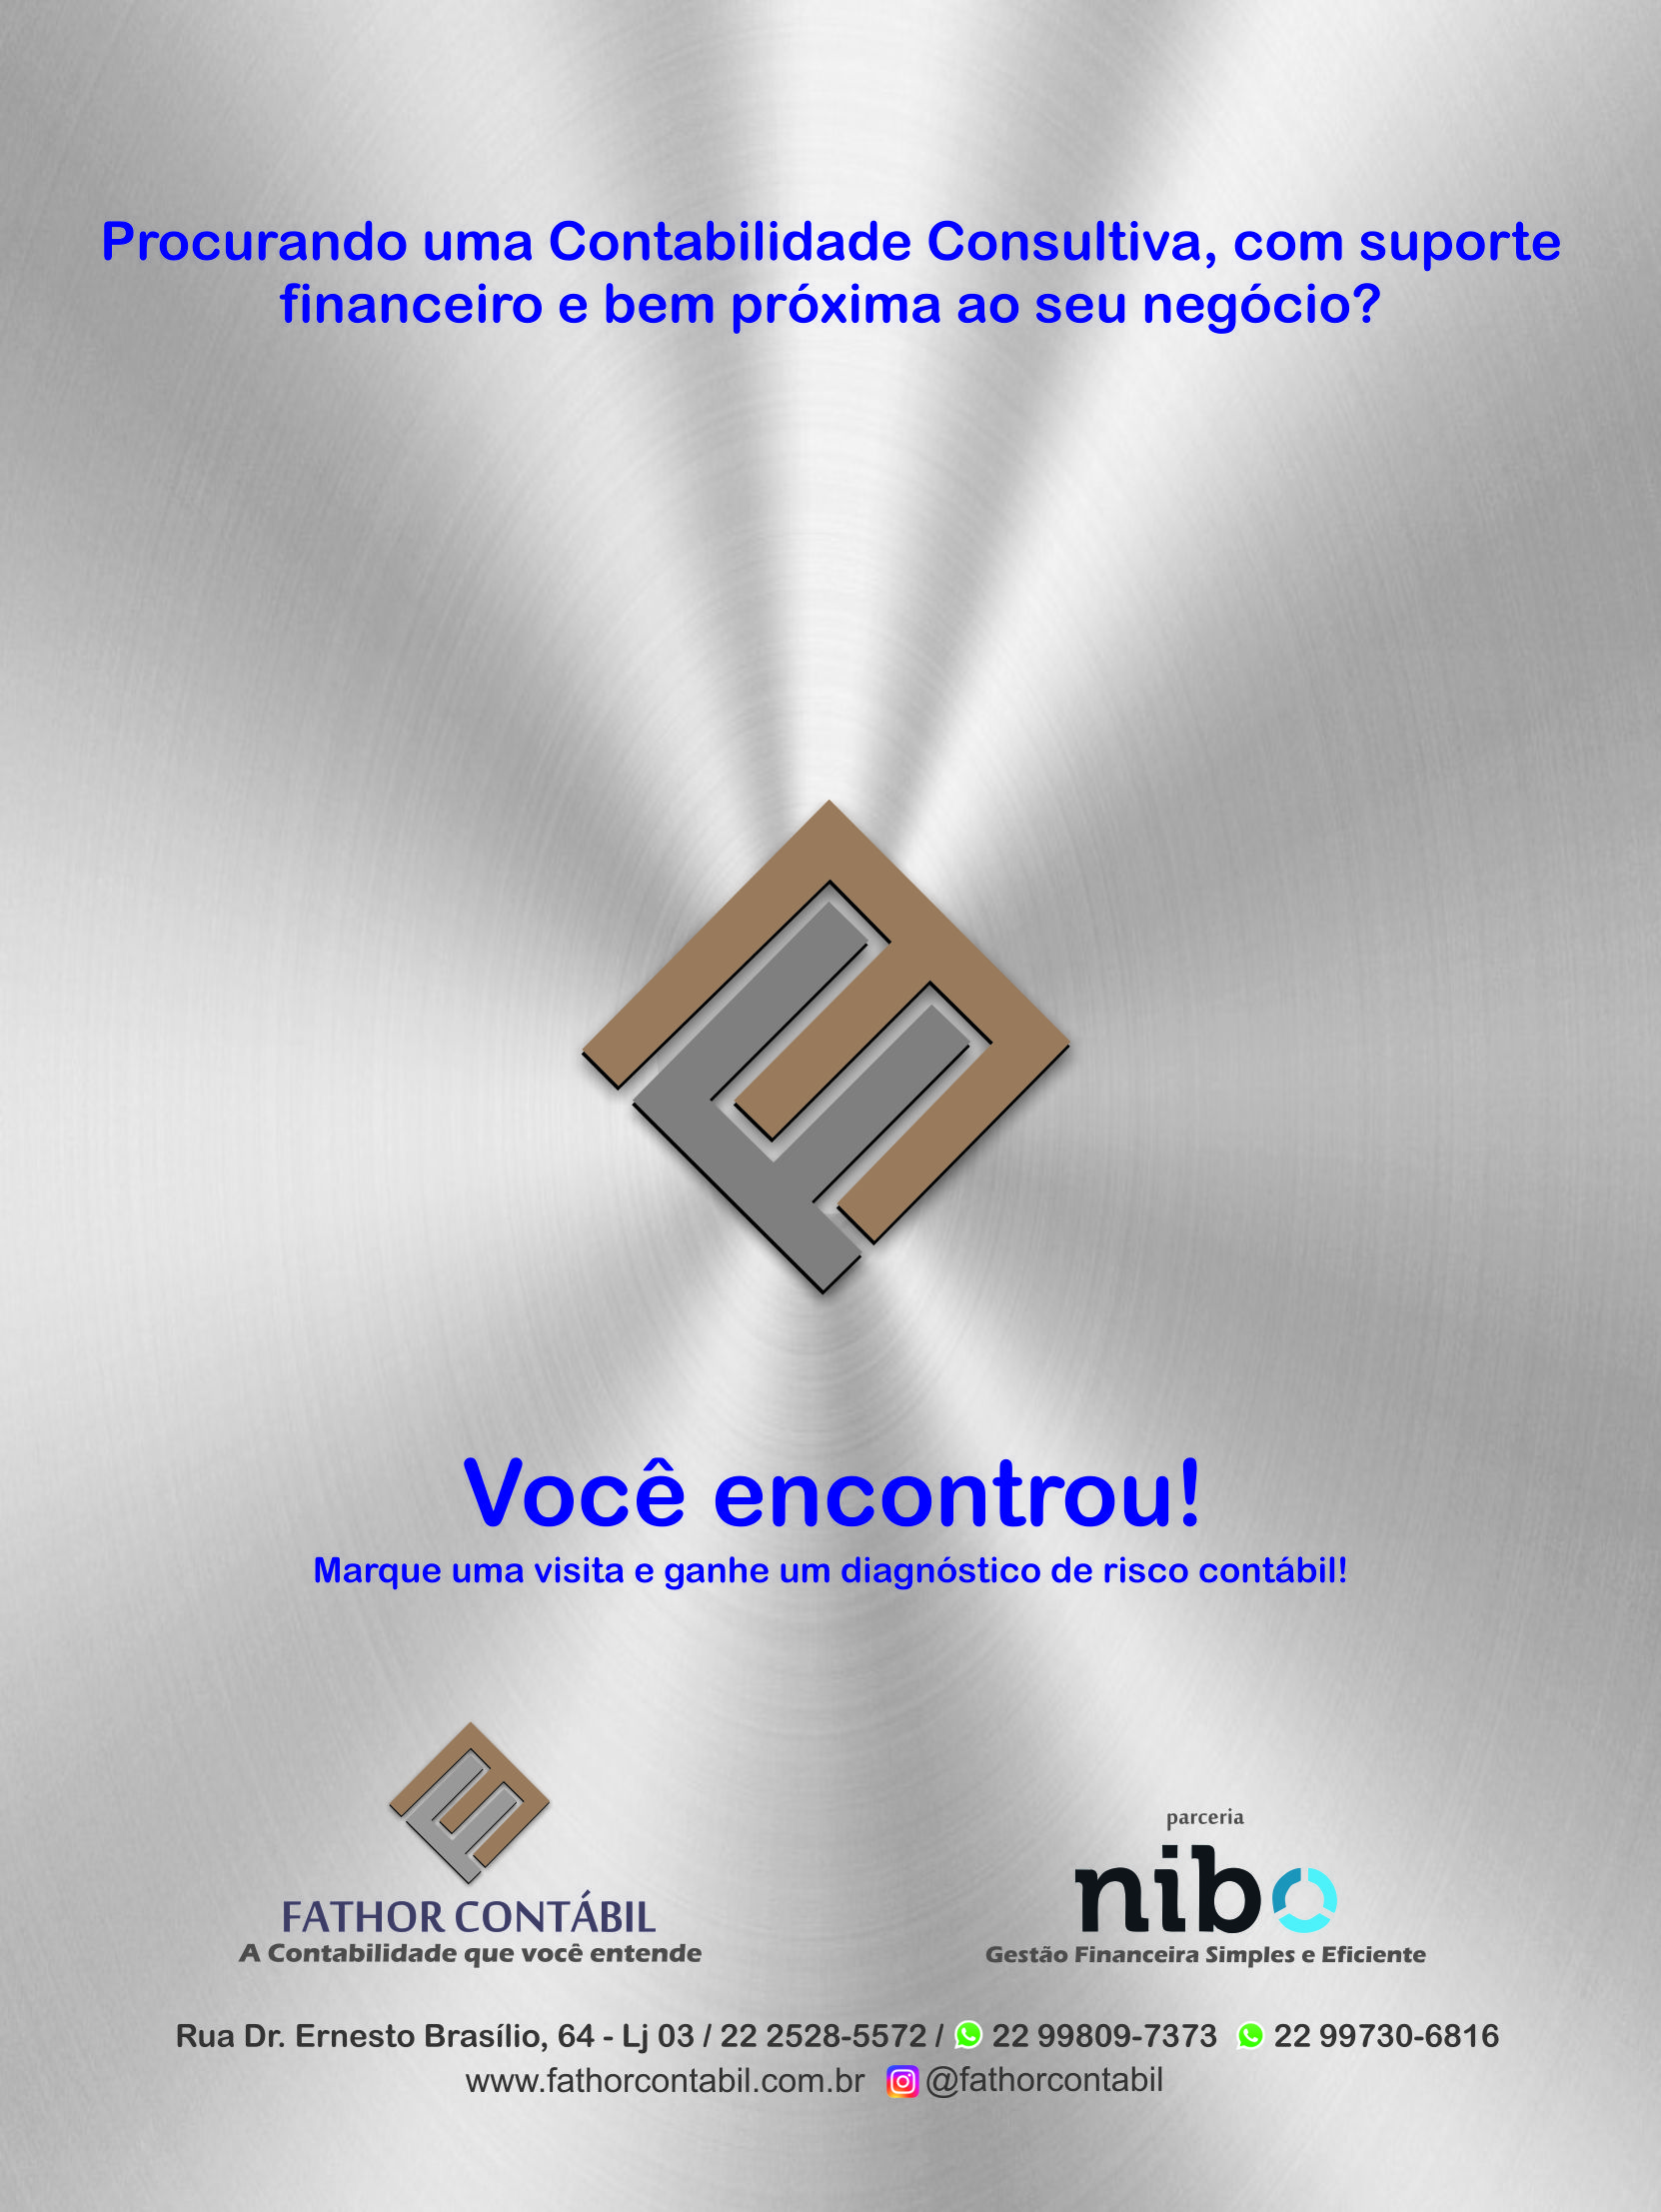 Procurando uma Contabilidade Consultiva, com suporte
financeiro e bem próxima ao seu negócio?
Você encontrou!
Marque uma visita e ganhe um diagnóstico de risco contábil!
FATHOR CONTÁBIL
A Contabilidade que você entende
parceria
nibo
Gestão Financeira Simples e Eficiente
Rua Dr. Ernesto Brasílio, 64 - Lj 03 / 22 2528-5572 / 22 99809-7373 22 99730-6816
www.fathorcontabil.com.br @fathorcontabil